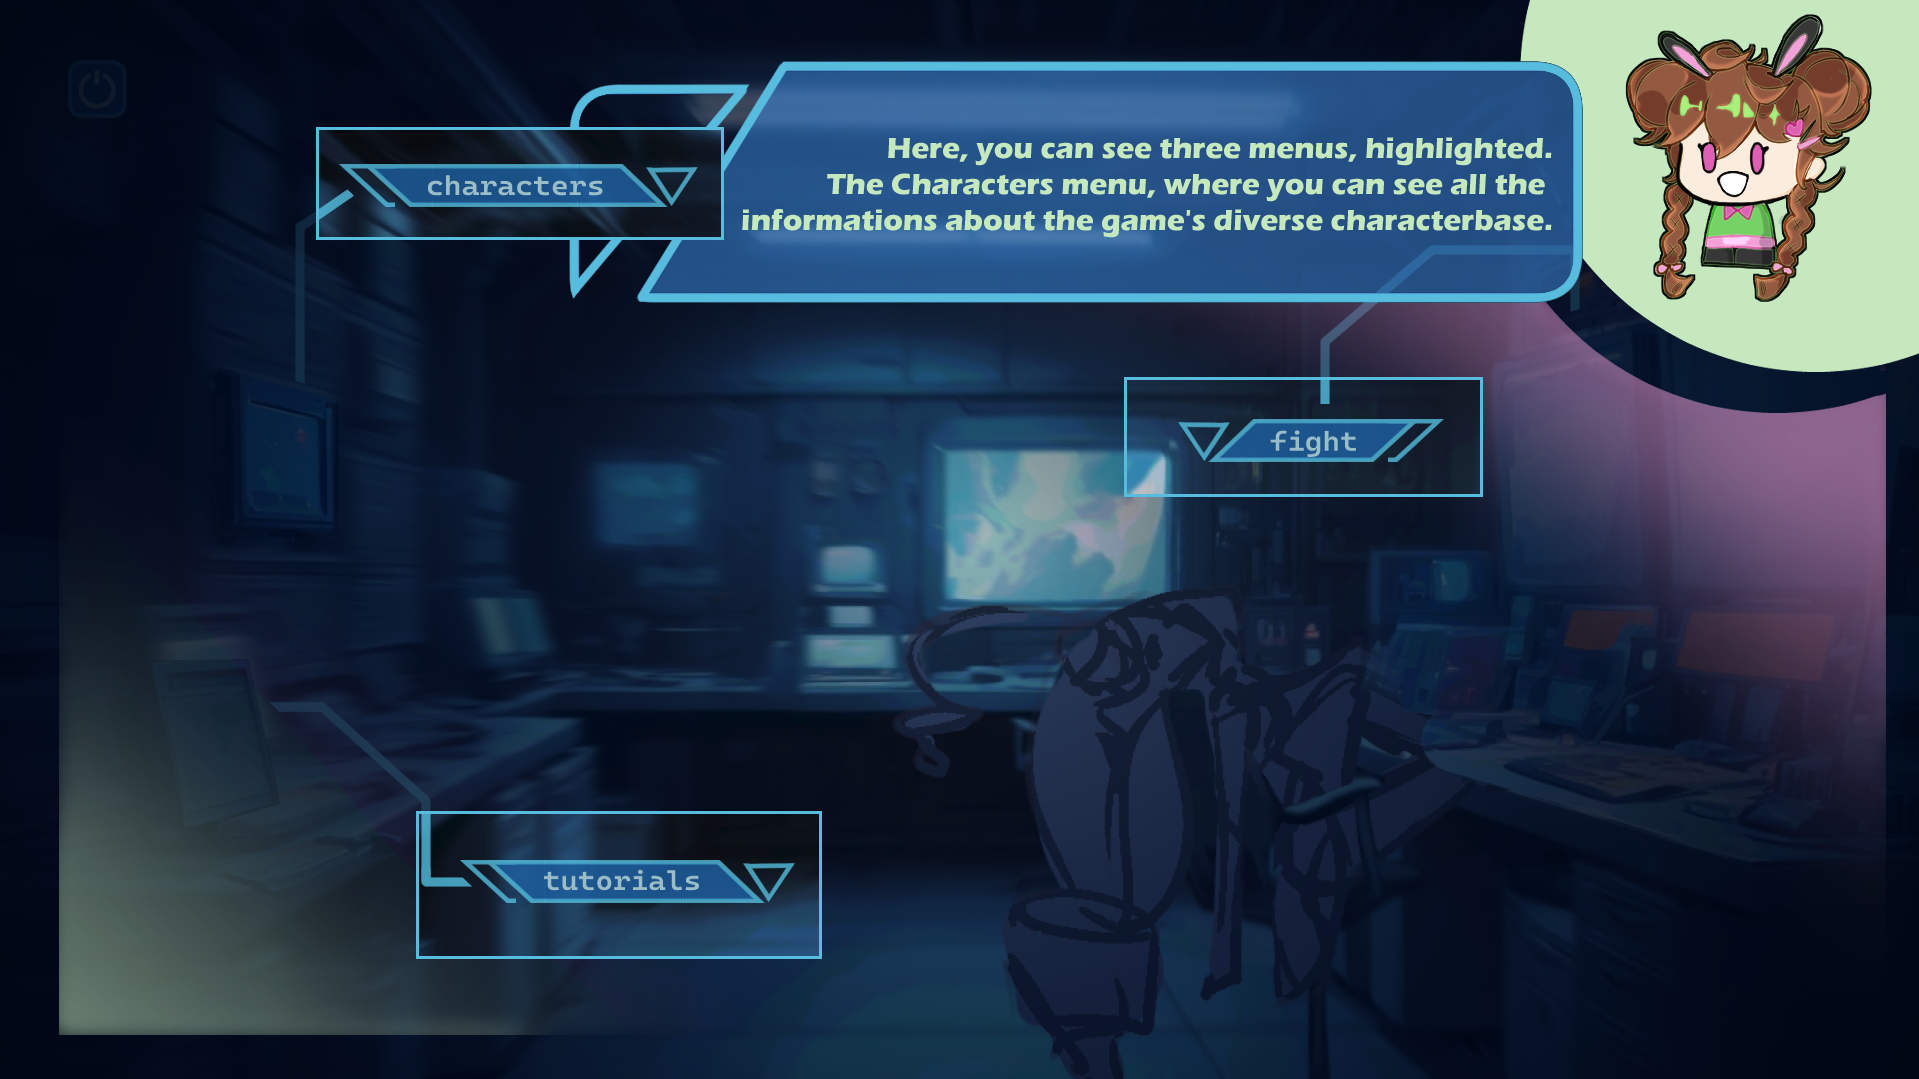 Here, you can see three menus, highlighted.
The Characters menu, where you can see all the
informations about the game's diverse characterbase.
characters
fight
tutorials